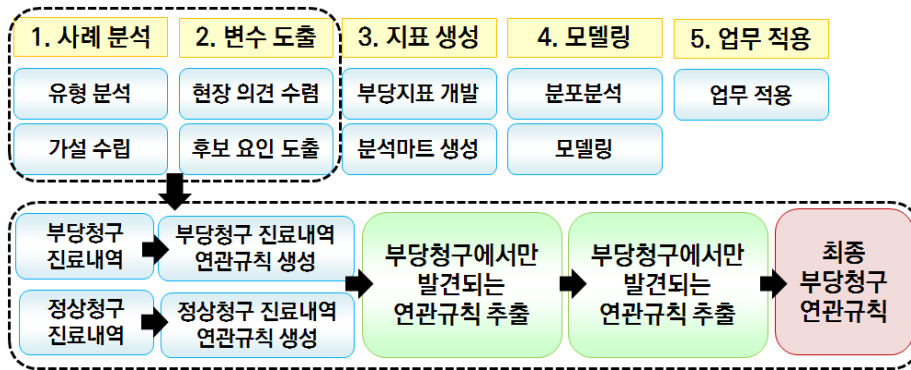 1. 사례 분석
2. 변수 도출
3. 지표 생성
4. 모델링
5. 업무 적용
유형 분석
현장 의견 수렴
부당지표 개발
분포분석
업무 적용
가설 수립
후보 요인 도출
분석마트 생성
모델링
부당청구
진료내역
부당청구 진료내역
연관규칙 생성
정상청구
진료내역
정상청구 진료내역
연관규칙 생성
부당청구에서만
발견되는
연관규칙 추출
부당청구에서만
발견되는
연관규칙 추출
최종
부당청구
연관규칙